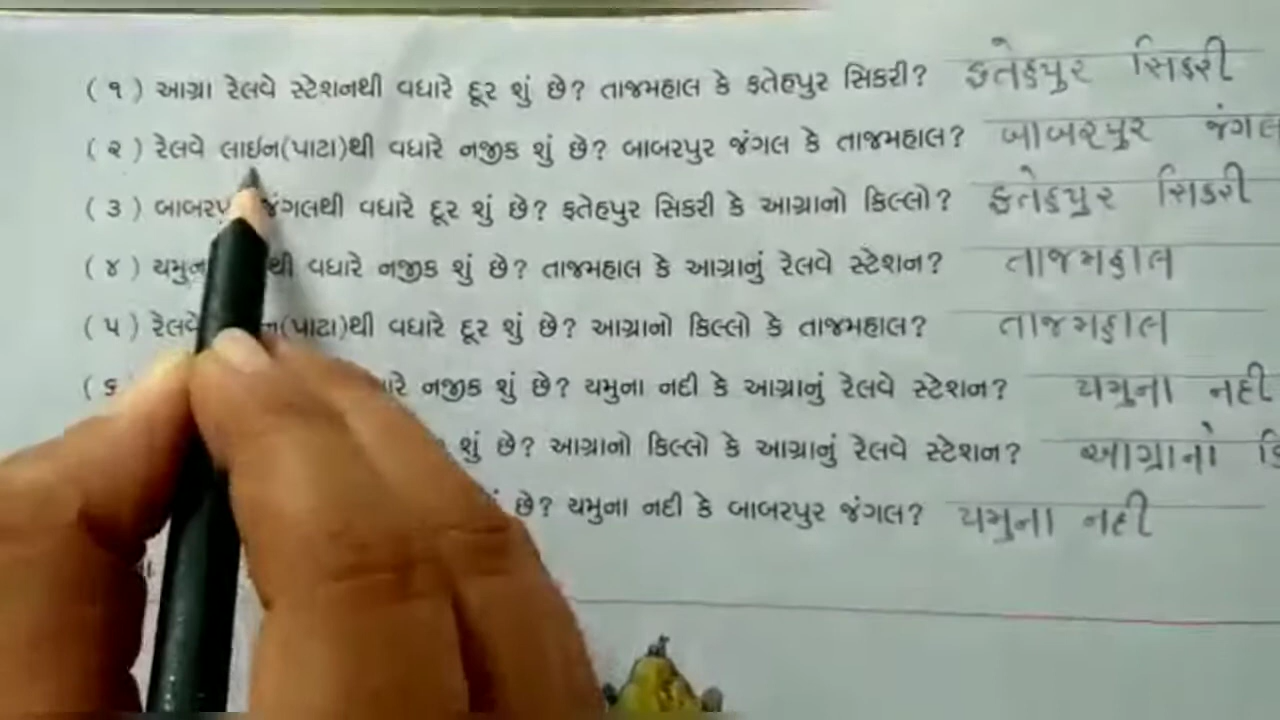 (૧) આગ્રા રેલવે સ્ટેશનથી વધારે દૂર શું છે? તાજમહાલ કે ફતેહપુર સિકરી? ફતેહપુર સિકરી
(૨) રેલવે લાઈન(પાટા)થી વધારે નજીક શું છે? બાબરપુર જંગલ કે તાજમહાલ? બાબરપુર જંગલ
(૩) જંગલથી વધારે દૂર શું છે? ફતેહપુર સિકરી કે આગ્રાનો કિલ્લો? ફતેહપુર સિકરી
(૪) વધારે નજીક શું છે? તાજમહાલ કે આગ્રાનું રેલવે સ્ટેશન? તાજમહાલ
(૫) રેલવે (પાટા)થી વધારે દૂર શું છે? આગ્રાનો કિલ્લો કે તાજમહાલ? તાજમહાલ
(૬ નજીક શું છે? યમુના નદી કે આગ્રાનું રેલવે સ્ટેશન? યમુના નદી
શું છે? આગ્રાનો કિલ્લો કે આગ્રાનું રેલવે સ્ટેશન? આગ્રાનો
છે? યમુના નદી કે બાબરપુર જંગલ? યમુના નદી